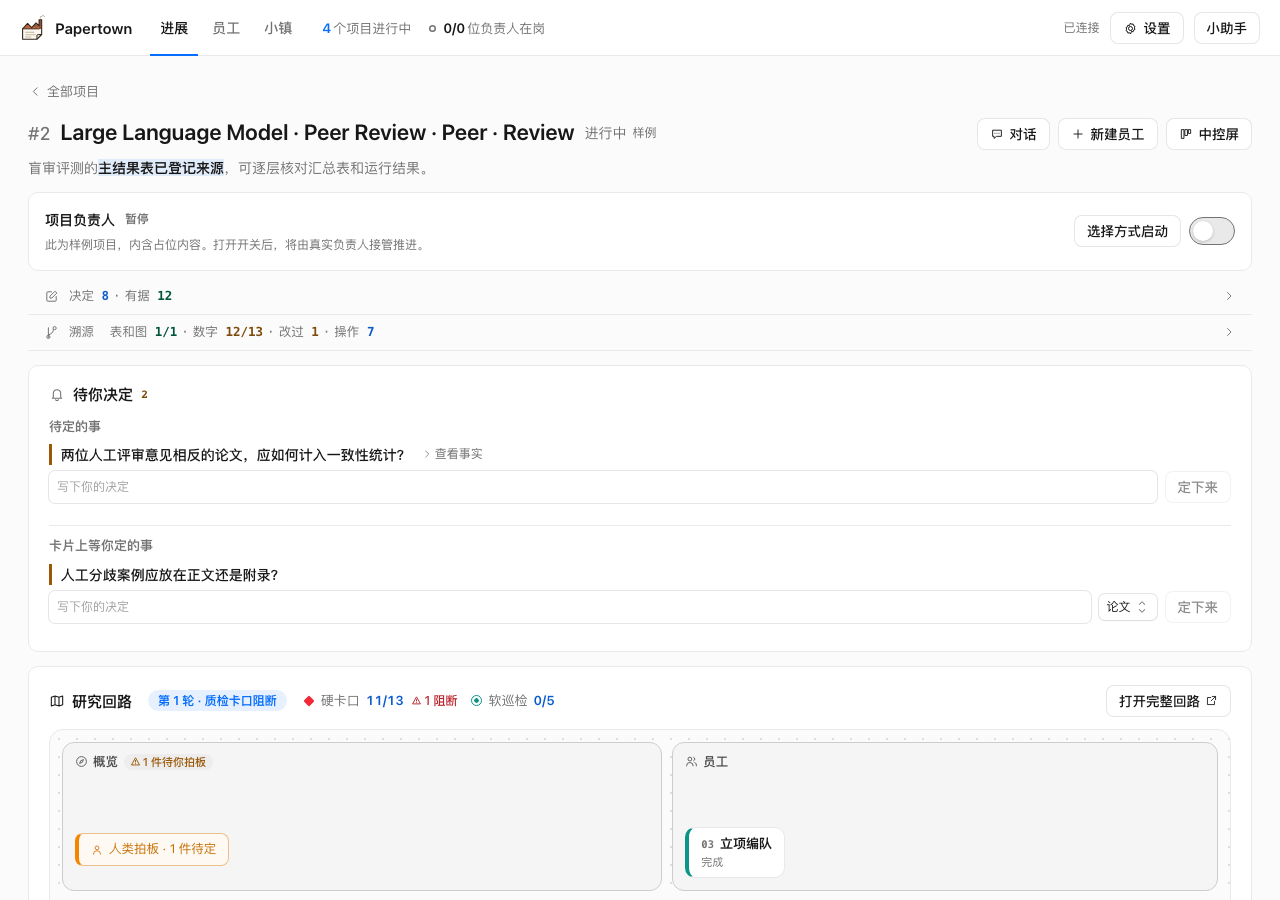 Papertown 进展 员工 小镇 4 个项目进行中 0/0 位负责人在岗 已连接 设置 小助手
全部项目
#2 Large Language Model · Peer Review · Peer · Review 进行中 样例 对话 新建员工 中控屏
盲审评测的主结果表已登记来源，可逐层核对汇总表和运行结果。
项目负责人 暂停
此为样例项目，内含占位内容。打开开关后，将由真实负责人接管推进。
选择方式启动
决定 8 · 有据 12
溯源 表和图 1/1 · 数字 12/13 · 改过 1 · 操作 7
待你决定 2
待定的事
两位人工评审意见相反的论文，应如何计入一致性统计? 查看事实
写下你的决定 定下来
卡片上等你定的事
人工分歧案例应放在正文还是附录?
写下你的决定 论文 定下来
研究回路 第 1 轮 · 质检卡口阻断 硬卡口 11/13 1 阻断 软巡检 0/5 打开完整回路
概览 1 件待你拍板
员工
人类拍板 · 1 件待定
03 立项编队
完成